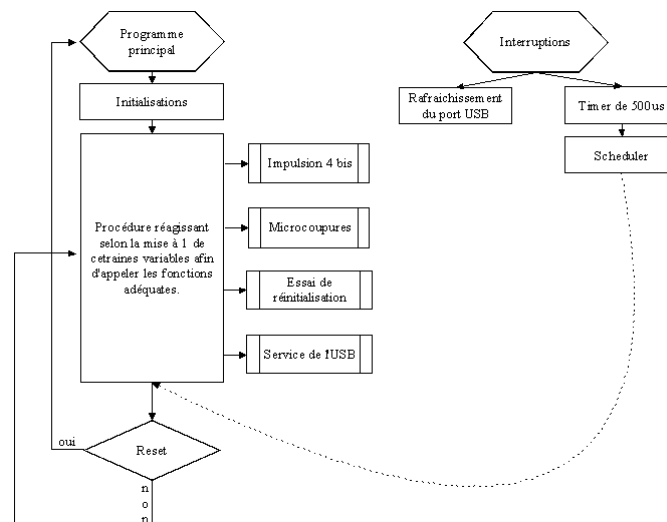 Programme
principal
Initialisations
Procédure réagissant
selon la mise à 1 de
cetraines variables afin
d'appeler les fonctions
adéquates.
Impulsion 4 bis
Microcoupures
Essai de
réinitialisation
Service de l'USB
oui
Reset
n
o
n
Interruptions
Rafraichissement
du port USB
Timer de 500us
Scheduler